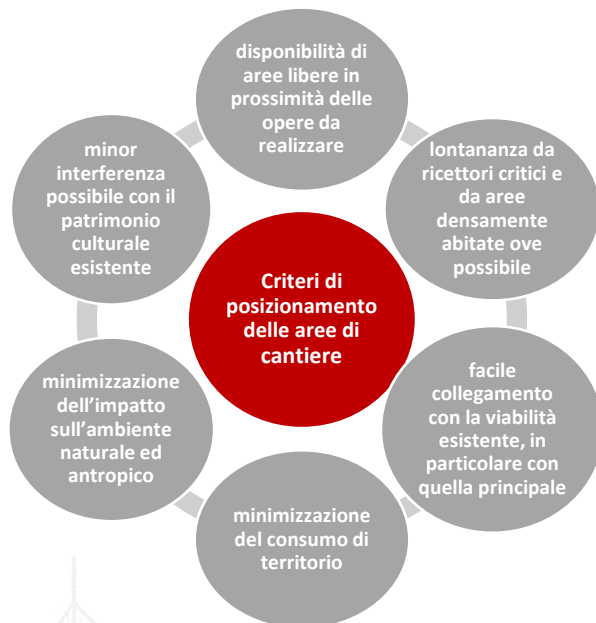 disponibilità di
aree libere in
prossimità delle
opere da
realizzare
lontananza da
ricettori critici e
da aree
densamente
abitate ove
possibile
facile
collegamento
con la viabilità
esistente, in
particolare con
quella principale
minimizzazione
del consumo di
territorio
minimizzazione
dell’impatto
sull’ambiente
naturale ed
antropico
minor
interferenza
possibile con il
patrimonio
culturale
esistente
Criteri di
posizionamento
delle aree di
cantiere